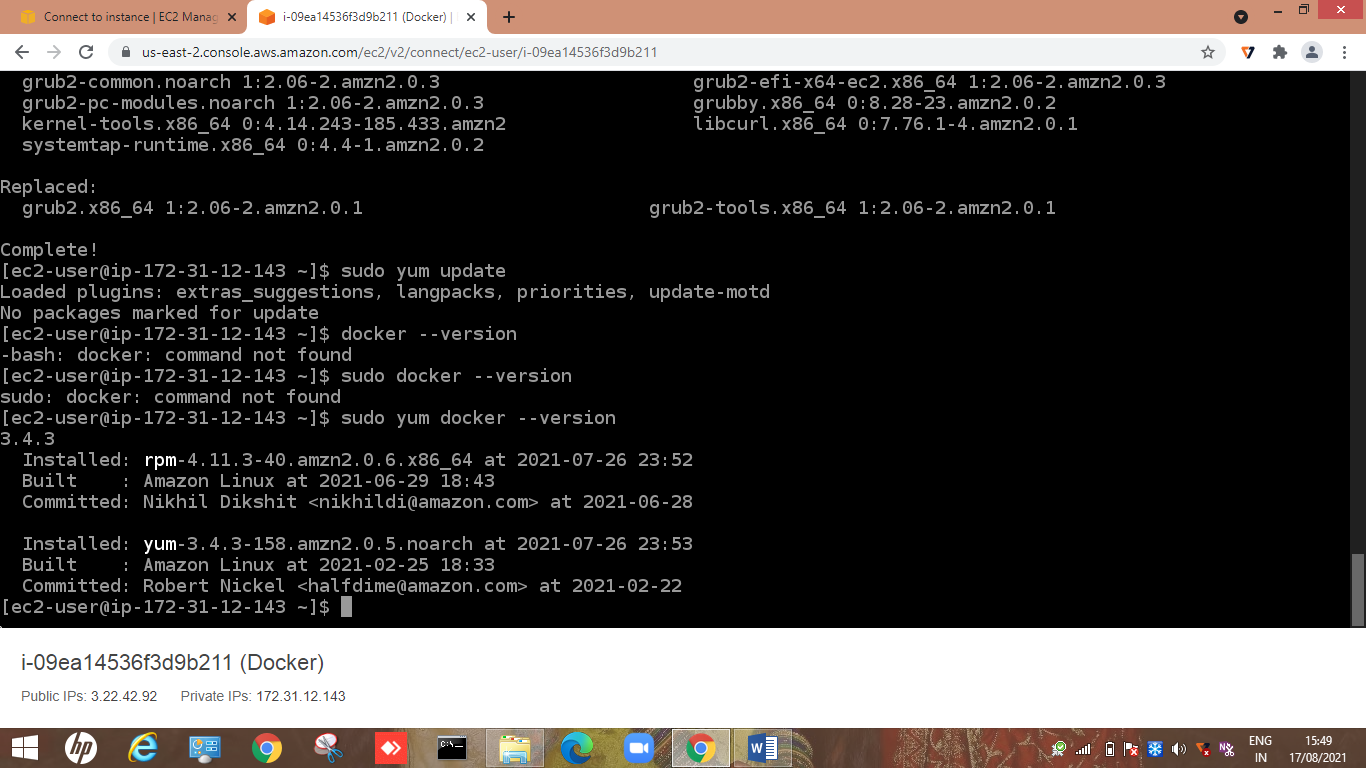 Connect to instance | EC2 Manag
i-09ea14536f3d9b211 (Docker) |
us-east-2.console.aws.amazon.com/ec2/v2/connect/ec2-user/i-09ea14536f3d9b211
grub2-common.noarch 1:2.06-2.amzn2.0.3 grub2-efi-x64-ec2.x86_64 1:2.06-2.amzn2.0.3
grub2-pc-modules.noarch 1:2.06-2.amzn2.0.3 grubby.x86_64 0:8.28-23.amzn2.0.2
kernel-tools.x86_64 0:4.14.243-185.433.amzn2 libcurl.x86_64 0:7.76.1-4.amzn2.0.1
systemtap-runtime.x86_64 0:4.4-1.amzn2.0.2
Replaced:
grub2.x86_64 1:2.06-2.amzn2.0.1 grub2-tools.x86_64 1:2.06-2.amzn2.0.1
Complete!
[ec2-user@ip-172-31-12-143 ~]$ sudo yum update
Loaded plugins: extras_suggestions, langpacks, priorities, update-motd
No packages marked for update
[ec2-user@ip-172-31-12-143 ~]$ docker --version
-bash: docker: command not found
[ec2-user@ip-172-31-12-143 ~]$ sudo docker --version
sudo: docker: command not found
[ec2-user@ip-172-31-12-143 ~]$ sudo yum docker --version
3.4.3
Installed: rpm-4.11.3-40.amzn2.0.6.x86_64 at 2021-07-26 23:52
Built    : Amazon Linux at 2021-06-29 18:43
Committed: Nikhil Dikshit <nikhildi@amazon.com> at 2021-06-28
Installed: yum-3.4.3-158.amzn2.0.5.noarch at 2021-07-26 23:53
Built    : Amazon Linux at 2021-02-25 18:33
Committed: Robert Nickel <halfdime@amazon.com> at 2021-02-22
[ec2-user@ip-172-31-12-143 ~]$
i-09ea14536f3d9b211 (Docker)
Public IPs: 3.22.42.92 Private IPs: 172.31.12.143
hp
C:\
W
ENG 15:49
IN 17/08/2021